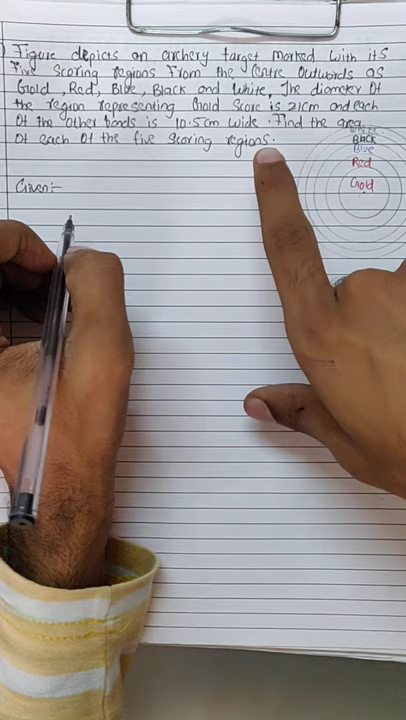 Figure depicts an archery target marked with its
Five Scoring regions From the Centre Outwards as
Gold, Red, Blue, Black and White, The diameter Of
the region representing Gold Score is 21cm and each
Of the Other bands is 10.5cm wide. Find the area
Of each Of the five Scoring regions.
White
Black
Blue
Red
Gold
Given:-